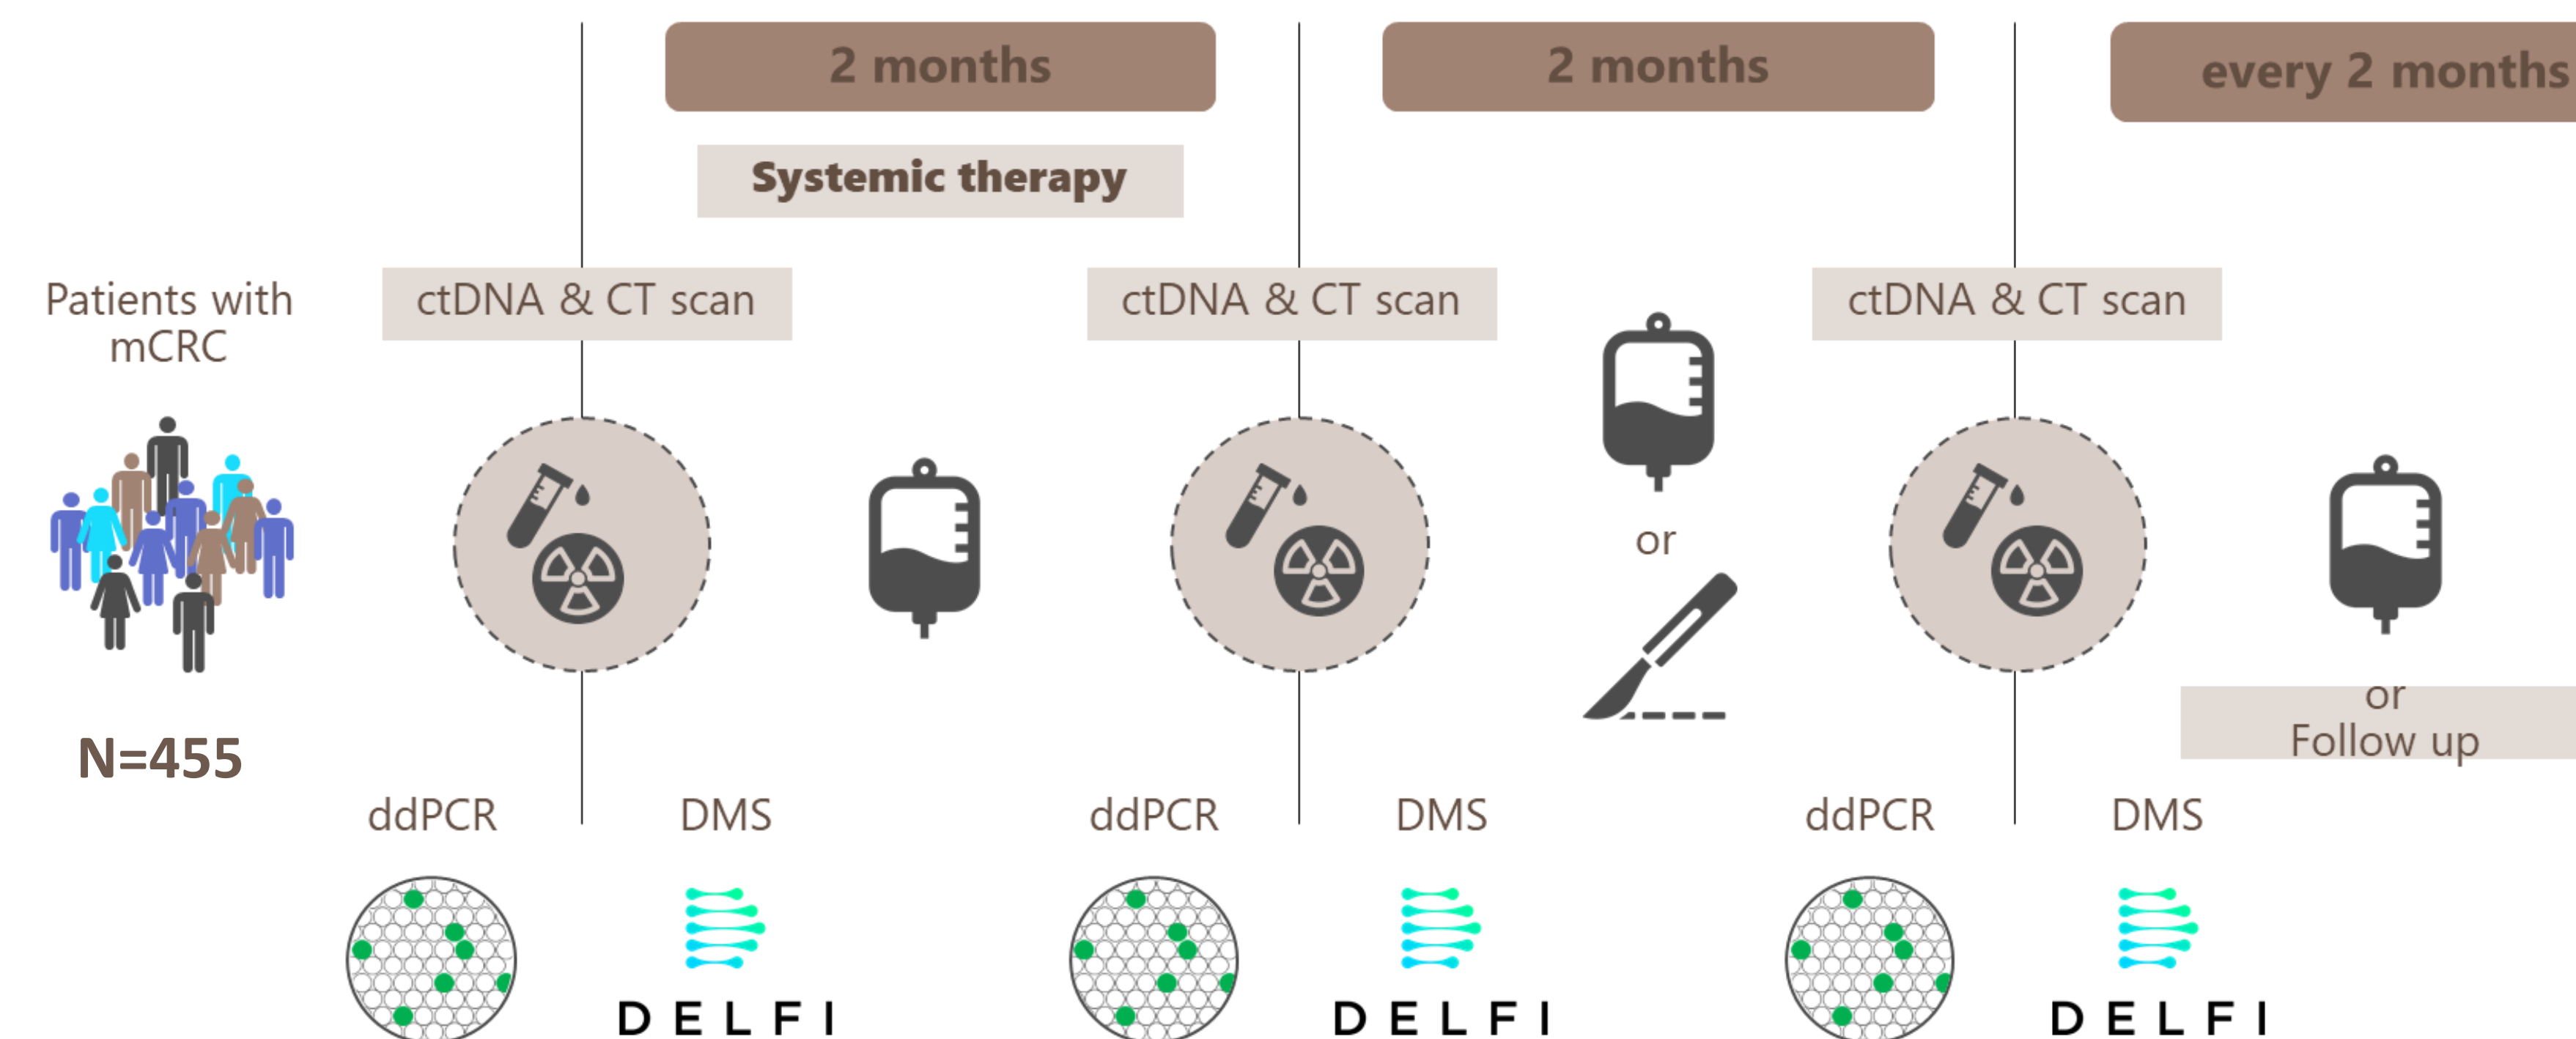 2 months
2 months
every 2 months
Systemic therapy
Patients with
mCRC
ctDNA & CT scan
ctDNA & CT scan
ctDNA & CT scan
or
or
Follow up
N=455
ddPCR
DMS
ddPCR
DMS
ddPCR
DMS
DELFI
DELFI
DELFI